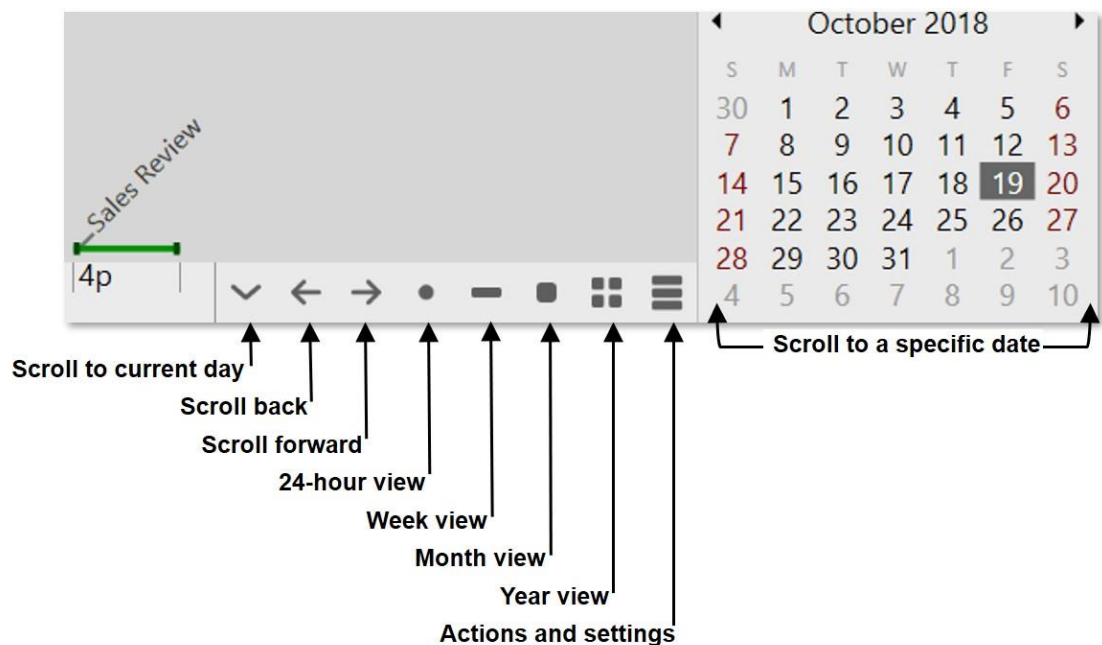 October 2018
S M T W T F S
30 1 2 3 4 5 6
7 8 9 10 11 12 13
14 15 16 17 18 19 20
21 22 23 24 25 26 27
28 29 30 31 1 2 3
4 5 6 7 8 9 10
Sales Review
4p
Scroll to a specific date
Scroll to current day
Scroll back
Scroll forward
24-hour view
Week view
Month view
Year view
Actions and settings